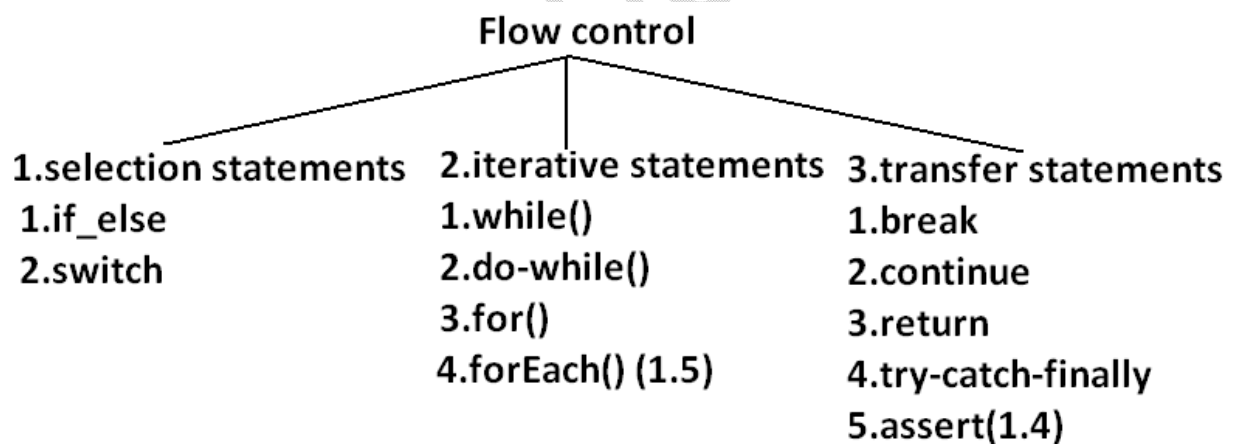 Flow control
1.selection statements
1.if_else
2.switch
2.iterative statements
1.while()
2.do-while()
3.for()
4.forEach() (1.5)
3.transfer statements
1.break
2.continue
3.return
4.try-catch-finally
5.assert(1.4)